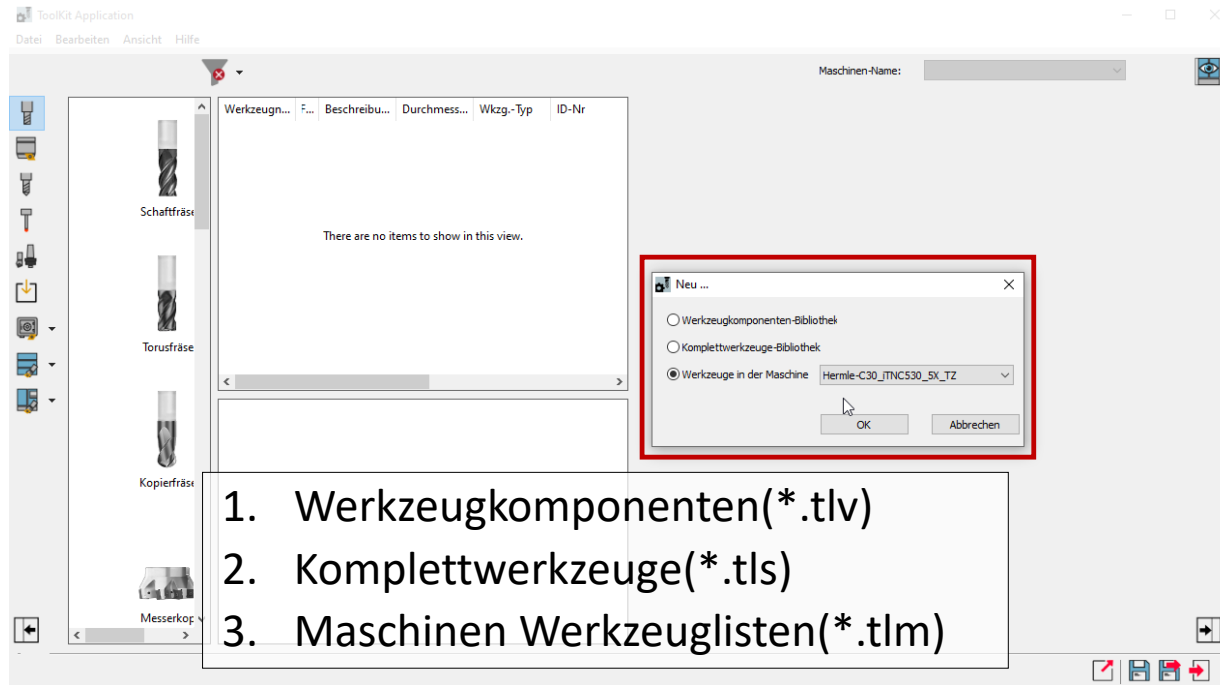 ToolKit Application
Datei Bearbeiten Ansicht Hilfe
Maschinen-Name:
Werkzeugn... F... Beschreibu... Durchmess... Wkzg.-Typ ID-Nr
There are no items to show in this view.
Schaftfräse
Torusfräse
Kopierfräse
Messerkop
Neu ...
Werkzeugkomponenten-Bibliothek
Komplettwerkzeuge-Bibliothek
Werkzeuge in der Maschine Hermle-C30_iTNC530_5X_TZ
OK Abbrechen
1. Werkzeugkomponenten(*.tlv)
2. Komplettwerkzeuge(*.tls)
3. Maschinen Werkzeuglisten(*.tlm)